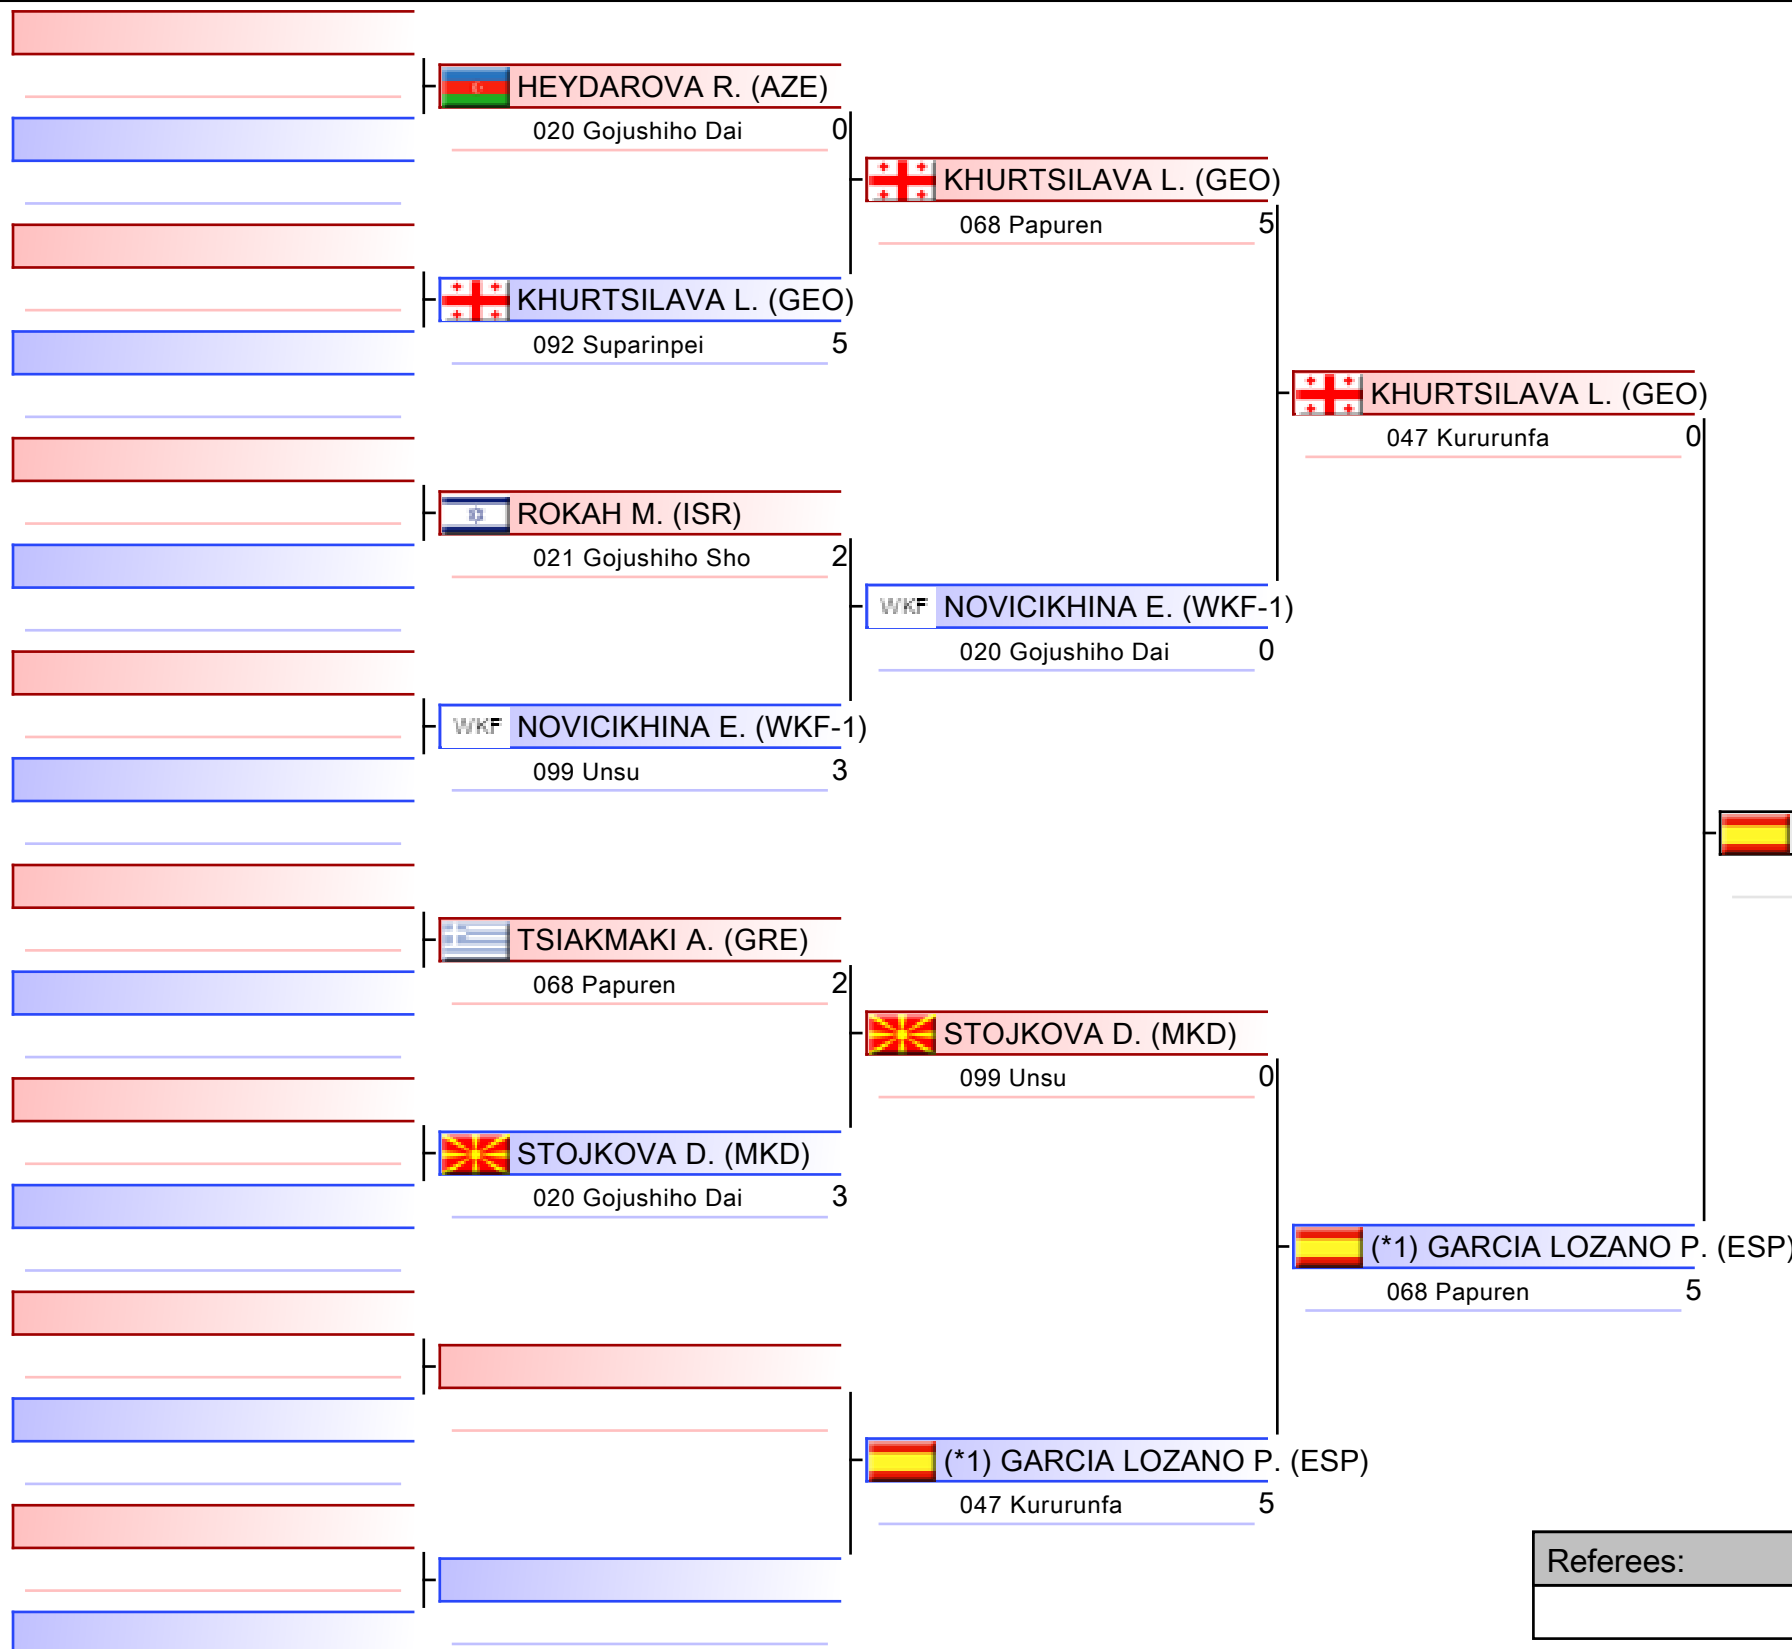 HEYDAROVA R. (AZE)
020 Gojushiho Dai 0
KHURTSILAVA L. (GEO)
092 Suparinpei 5
ROKAH M. (ISR)
021 Gojushiho Sho 2
WKF NOVICIKHINA E. (WKF-1)
099 Unsu 3
TSIAKMAKI A. (GRE)
068 Papuren 2
STOJKOVA D. (MKD)
020 Gojushiho Dai 3
KHURTSILAVA L. (GEO)
068 Papuren 5
WKF NOVICIKHINA E. (WKF-1)
020 Gojushiho Dai 0
STOJKOVA D. (MKD)
099 Unsu 0
(*1) GARCIA LOZANO P. (ESP)
047 Kururunfa 5
KHURTSILAVA L. (GEO)
047 Kururunfa 0
(*1) GARCIA LOZANO P. (ESP)
068 Papuren 5
Referees: